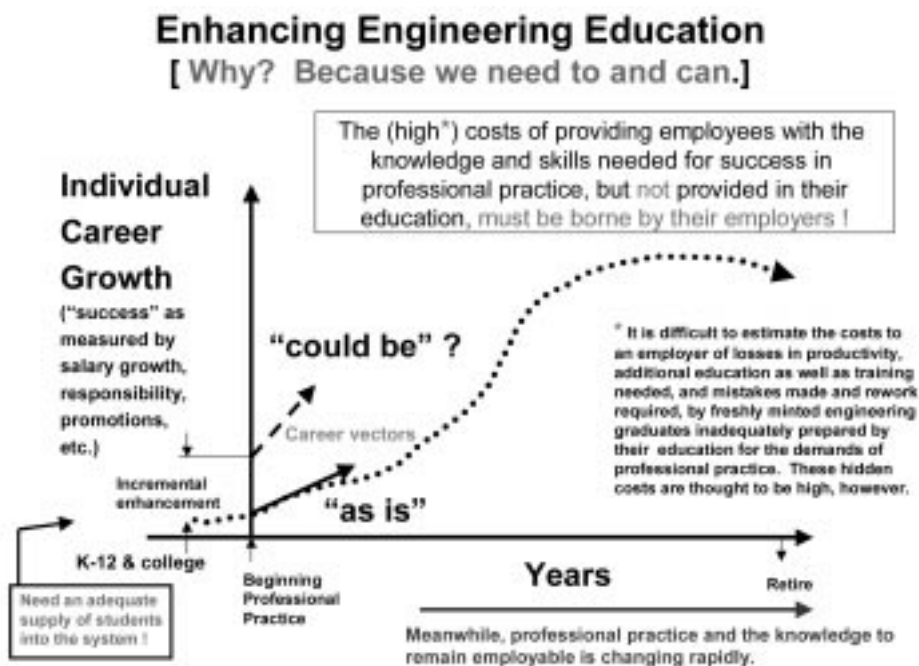 Enhancing Engineering Education
[ Why? Because we need to and can.]
The (high*) costs of providing employees with the
knowledge and skills needed for success in
professional practice, but not provided in their
education, must be borne by their employers !
Individual
Career
Growth
("success" as
measured by
salary growth,
responsibility,
promotions,
etc.)
"could be" ?
Career vectors
* It is difficult to estimate the costs to
an employer of losses in productivity,
additional education as well as training
needed, and mistakes made and rework
required, by freshly minted engineering
graduates inadequately prepared by
their education for the demands of
professional practice. These hidden
costs are thought to be high, however.
Incremental
enhancement
"as is"
K-12 & college
Beginning
Professional
Practice
Years
Retire
Need an adequate
supply of students
into the system !
Meanwhile, professional practice and the knowledge to
remain employable is changing rapidly.